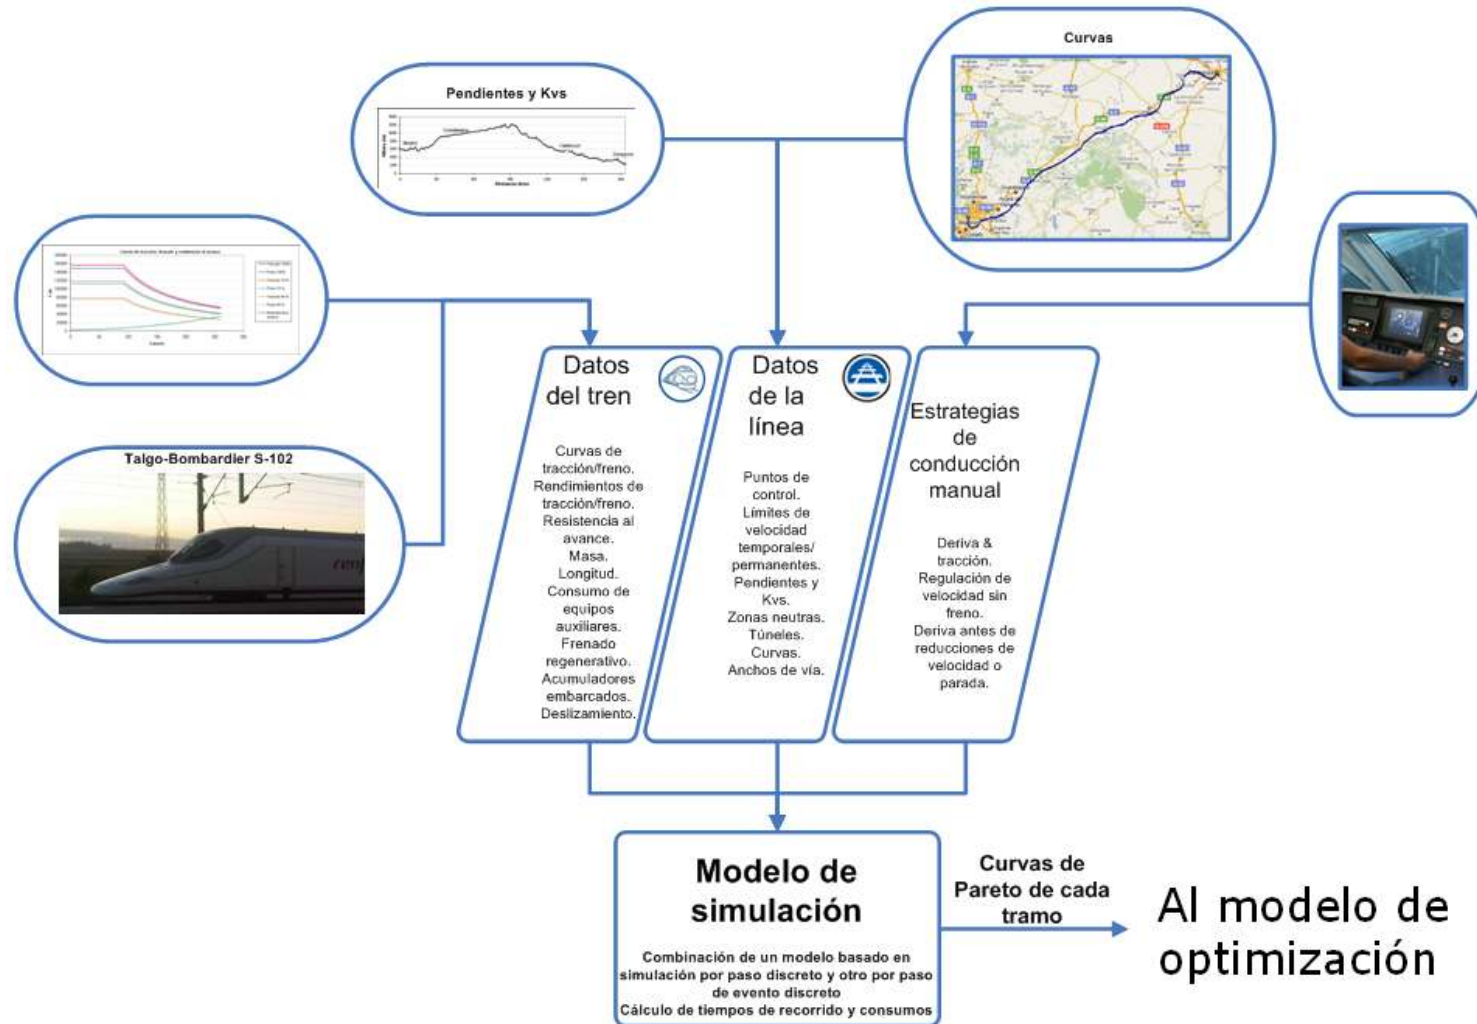 Curvas
Pendientes y Kvs
Talgo-Bombardier S-102
renf
Datos
del tren
Curvas de
tracción/freno.
Rendimientos de
tracción/freno.
Resistencia al
avance.
Masa.
Longitud.
Consumo de
equipos
auxiliares.
Frenado
regenerativo.
Acumuladores
embarcados.
Deslizamiento.
Datos
de la
línea
Puntos de
control.
Límites de
velocidad
temporales/
permanentes.
Pendientes y
Kvs.
Zonas neutras.
Túneles.
Curvas.
Anchos de vía.
Estrategias
de
conducción
manual
Deriva &
tracción.
Regulación de
velocidad sin
freno.
Deriva antes de
reducciones de
velocidad o
parada.
Modelo de
simulación
Combinación de un modelo basado en
simulación por paso discreto y otro por paso
de evento discreto
Cálculo de tiempos de recorrido y consumos
Curvas de
Pareto de cada
tramo
Al modelo de
optimización